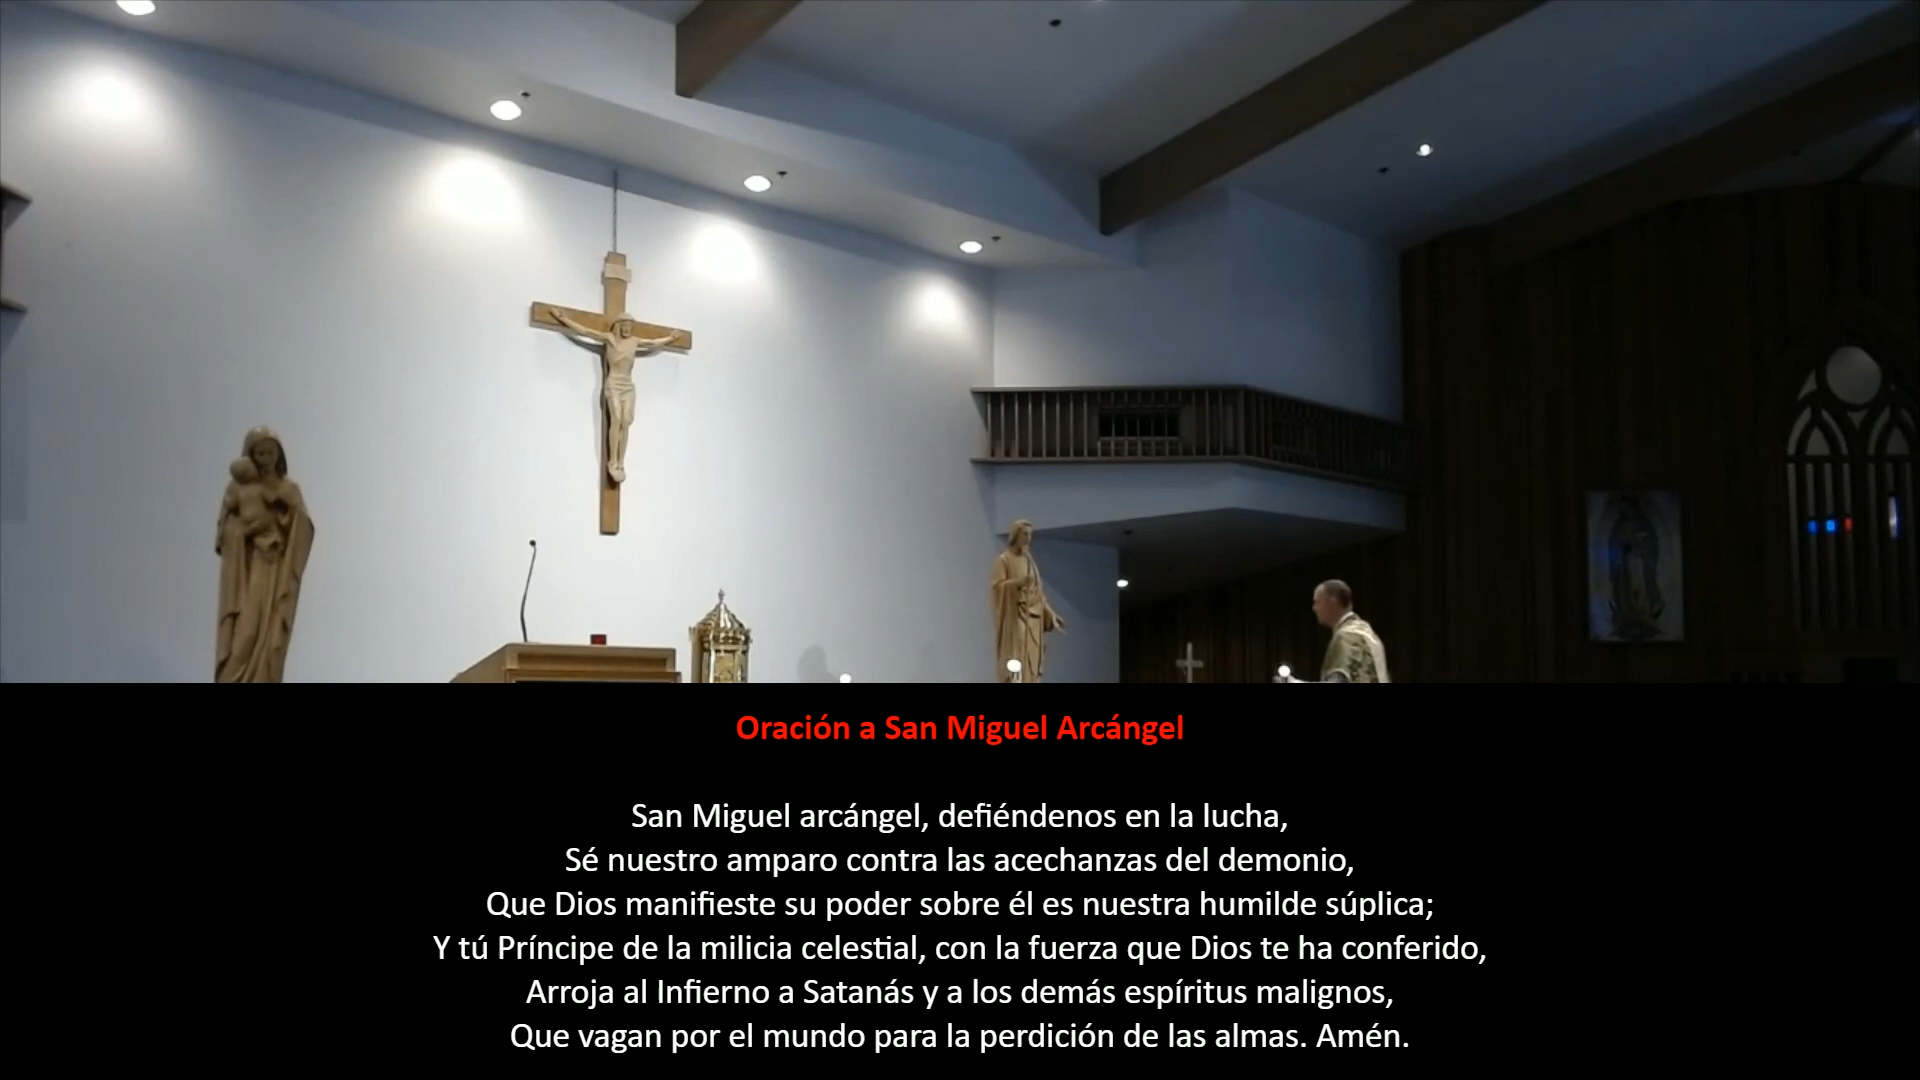 Oración a San Miguel Arcángel
San Miguel arcángel, defiéndenos en la lucha,
Sé nuestro amparo contra las acechanzas del demonio,
Que Dios manifieste su poder sobre él es nuestra humilde súplica;
Y tú Príncipe de la milicia celestial, con la fuerza que Dios te ha conferido,
Arroja al Infierno a Satanás y a los demás espíritus malignos,
Que vagan por el mundo para la perdición de las almas. Amén.